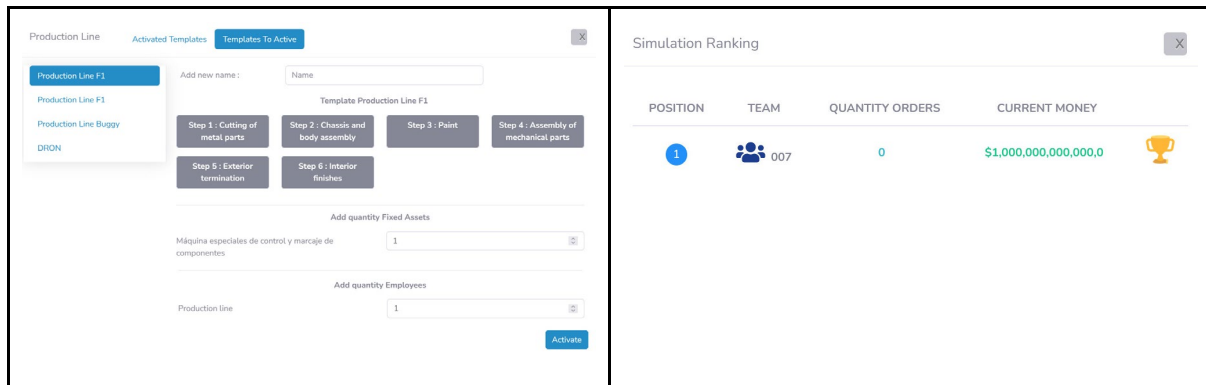 Production Line
Activated Templates
Templates To Active
X
Production Line F1
Production Line F1
Production Line Buggy
DRON
Add new name :
Name
Template Production Line F1
Step 1 : Cutting of
metal parts
Step 2 : Chassis and
body assembly
Step 3 : Paint
Step 4 : Assembly of
mechanical parts
Step 5 : Exterior
termination
Step 6 : Interior
finishes
Add quantity Fixed Assets
Máquina especiales de control y marcaje de
componentes
1
Add quantity Employees
Production line
1
Activate
Simulation Ranking
X
POSITION TEAM QUANTITY ORDERS CURRENT MONEY
1 007 0 $1,000,000,000,000,0